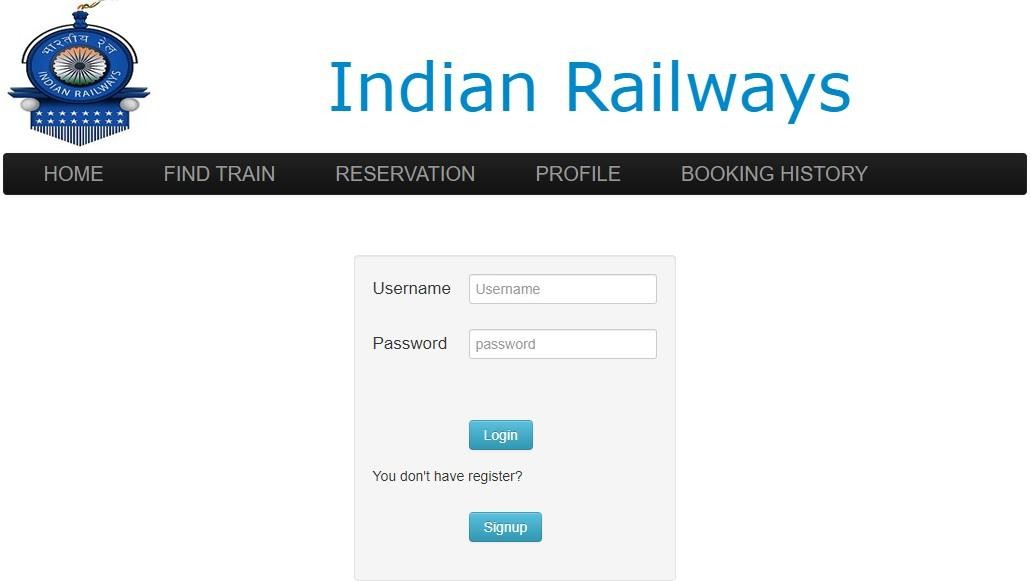 भारतीय रेल
INDIAN RAILWAYS
Indian Railways
HOME FIND TRAIN RESERVATION PROFILE BOOKING HISTORY
Username Username
Password password
Login
You don't have register?
Signup